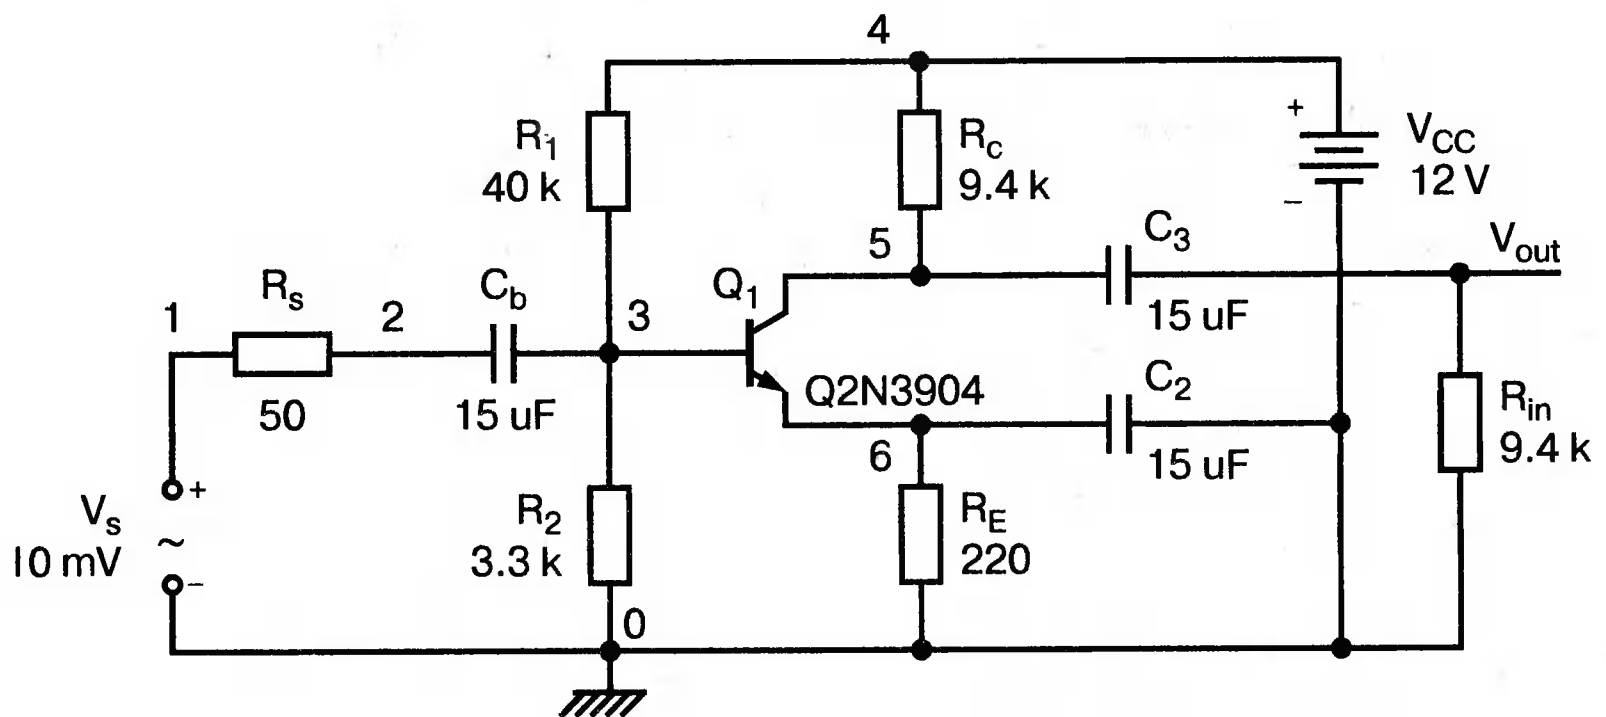 4
R1
40 k
Rc
9.4 k
+
VCC
12 V
–
5
C3
15 uF
Vout
1
Rs
50
2
Cb
15 uF
3
Q1
Q2N3904
C2
15 uF
6
Rin
9.4 k
Vs
10 mV
+
~
–
R2
3.3 k
RE
220
0